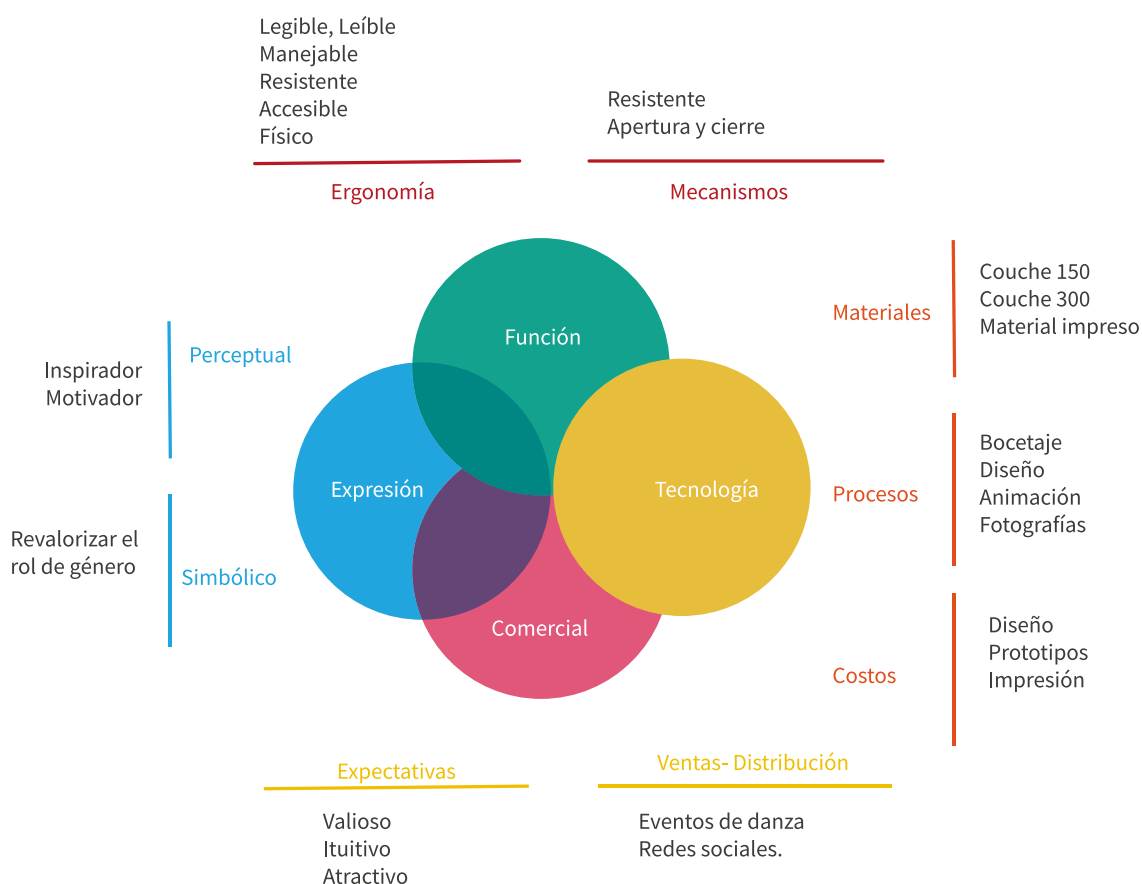 Legible, Leíble
Manejable
Resistente
Accesible
Físico
Ergonomía
Resistente
Apertura y cierre
Mecanismos
Perceptual
Inspirador
Motivador
Simbólico
Revalorizar el
rol de género
Función
Expresión
Tecnología
Comercial
Materiales
Couche 150
Couche 300
Material impreso
Procesos
Bocetaje
Diseño
Animación
Fotografías
Costos
Diseño
Prototipos
Impresión
Expectativas
Valioso
Ituitivo
Atractivo
Ventas- Distribución
Eventos de danza
Redes sociales.